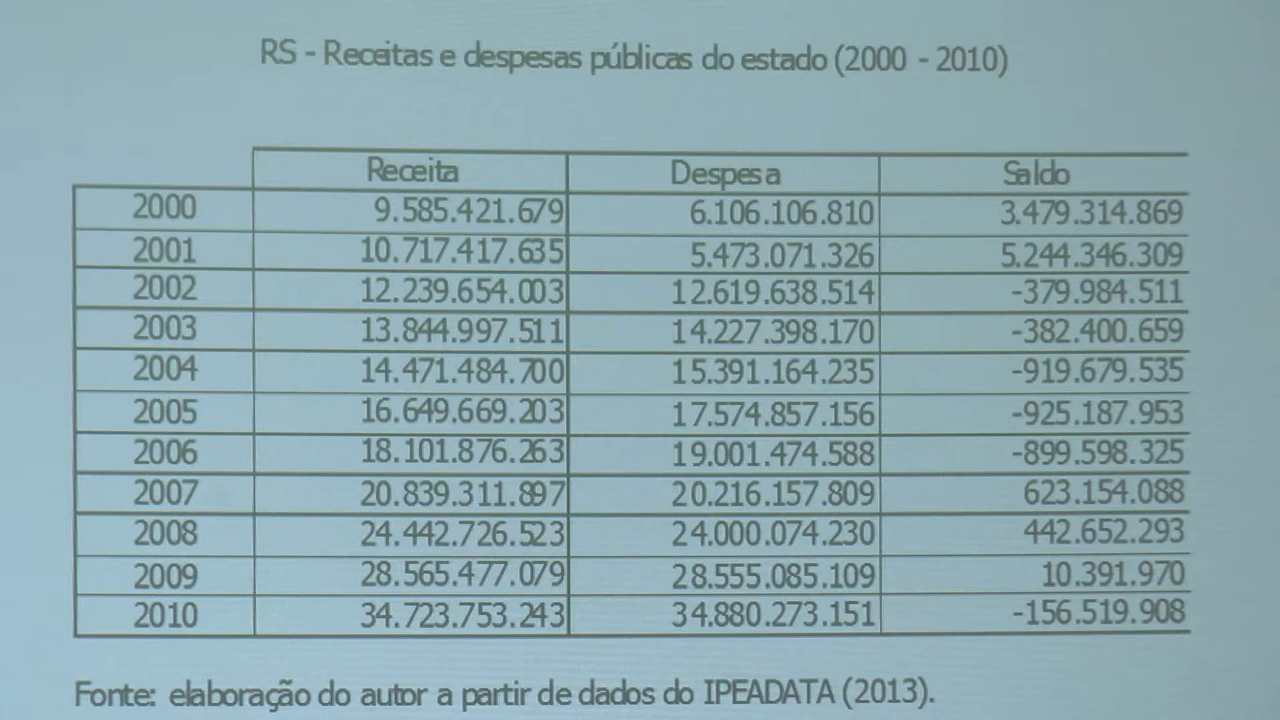 RS - Receitas e despesas públicas do estado (2000 - 2010)
Receita Despesa Saldo
2000 9.585.421.679 6.106.106.810 3.479.314.869
2001 10.717.417.635 5.473.071.326 5.244.346.309
2002 12.239.654.003 12.619.638.514 -379.984.511
2003 13.844.997.511 14.227.398.170 -382.400.659
2004 14.471.484.700 15.391.164.235 -919.679.535
2005 16.649.669.203 17.574.857.156 -925.187.953
2006 18.101.876.263 19.001.474.588 -899.598.325
2007 20.839.311.897 20.216.157.809 623.154.088
2008 24.442.726.523 24.000.074.230 442.652.293
2009 28.565.477.079 28.555.085.109 10.391.970
2010 34.723.753.243 34.880.273.151 -156.519.908
Fonte: elaboração do autor a partir de dados do IPEADATA (2013).